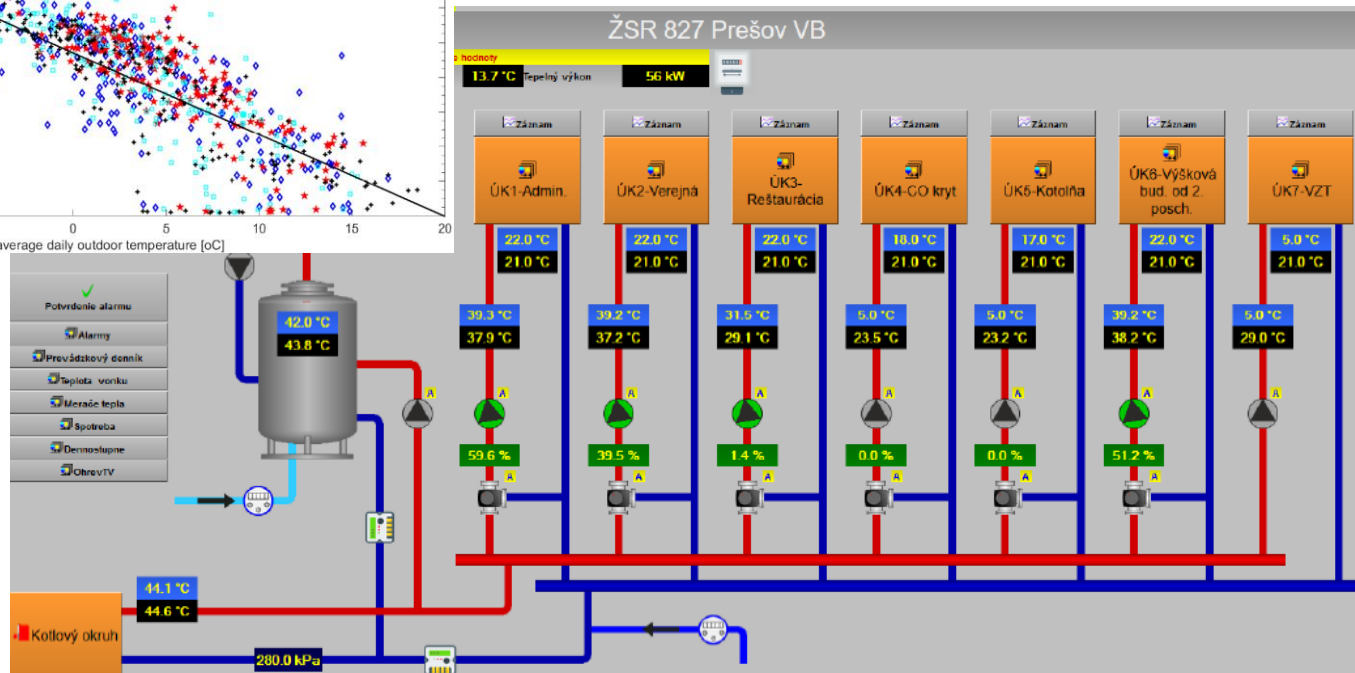 ŽSR 827 Prešov VB
hodnoty
13.7 °C Tepelný výkon 56 kW
Záznam Záznam Záznam Záznam Záznam Záznam Záznam
ÚK1-Admin.
ÚK2-Verejná
ÚK3-
Reštaurácia
ÚK4-CO kryt
ÚK5-Kotolňa
ÚK6-Výšková
bud. od 2.
posch.
ÚK7-VZT
0 5 10 15 20
average daily outdoor temperature [oC]
22.0 °C 22.0 °C 22.0 °C 18.0 °C 17.0 °C 22.0 °C 5.0 °C
21.0 °C 21.0 °C 21.0 °C 21.0 °C 21.0 °C 21.0 °C 21.0 °C
Potvrdenie alarmu
Alarmy
Prevádzkový denník
Teplota vonku
Merače tepla
Spotreba
Dennostupne
OhrevTV
42.0 °C
43.8 °C
39.3 °C 39.2 °C 31.5 °C 5.0 °C 5.0 °C 39.2 °C 5.0 °C
37.9 °C 37.2 °C 29.1 °C 23.5 °C 23.2 °C 38.2 °C 29.0 °C
A A A A A A A A
59.6 % 39.5 % 1.4 % 0.0 % 0.0 % 51.2 %
A A A A A A
44.1 °C
44.6 °C
Kotlový okruh
280.0 kPa